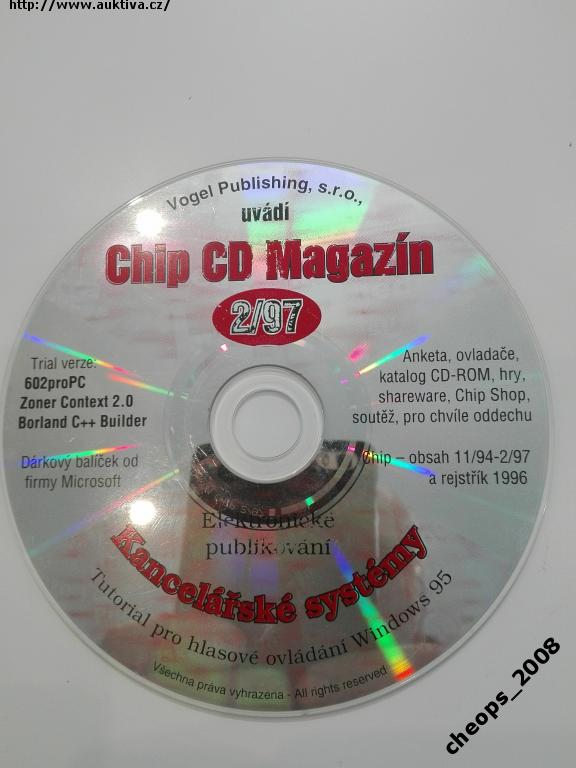 http://www.auktiva.cz/
Vogel Publishing, s.r.o.,
uvádí
Chip CD Magazín
2/97
Trial verze:
602proPC
Zoner Context 2.0
Borland C++ Builder
Dárkový balíček od
firmy Microsoft
Anketa, ovladače,
katalog CD-ROM, hry,
shareware, Chip Shop,
soutěž, pro chvíle oddechu
Chip – obsah 11/94-2/97
a rejstřík 1996
Elektronické
publikování
Kancelářské systémy
Tutorial pro hlasové ovládání Windows 95
Všechna práva vyhrazena - All rights reserved
cheops_2008